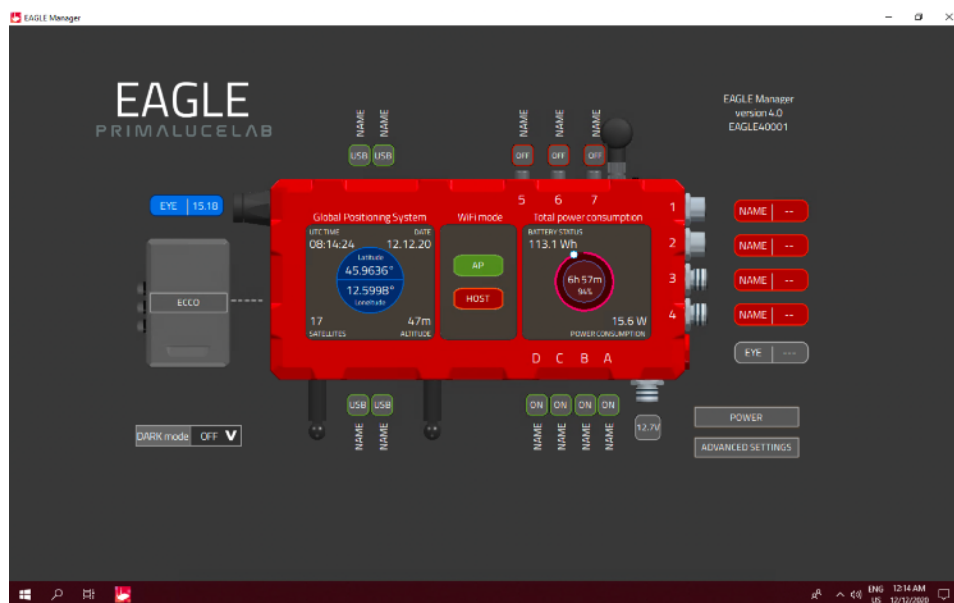 EAGLE Manager
EAGLE
PRIMALUCELAB
EAGLE Manager
version 4.0
EAGLE40001
NAME NAME
USB USB
NAME NAME NAME
OFF OFF OFF
5 6 7
EYE 15.18
ECCO
Global Positioning System
UTC TIME DATE
08:14:24 12.12.20
Latitude
45.9636°
12.5998°
Longitude
17 47m
SATELLITES ALTITUDE
WiFi mode
AP
HOST
Total power consumption
BATTERY STATUS
113.1 Wh
6h 57m
94%
15.6 W
POWER CONSUMPTION
1
2
3
4
NAME --
NAME --
NAME --
NAME --
EYE ---
D C B A
USB USB
NAME NAME
ON ON ON ON
NAME NAME NAME NAME
12.7V
DARK mode OFF V
POWER
ADVANCED SETTINGS
ENG 12:14 AM
US 12/12/2020